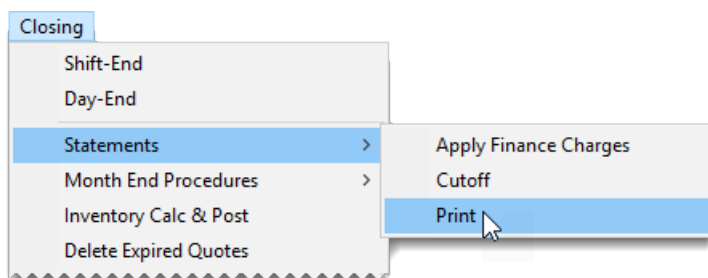 Closing
Shift-End
Day-End
Statements
Month End Procedures
Inventory Calc & Post
Delete Expired Quotes
Apply Finance Charges
Cutoff
Print